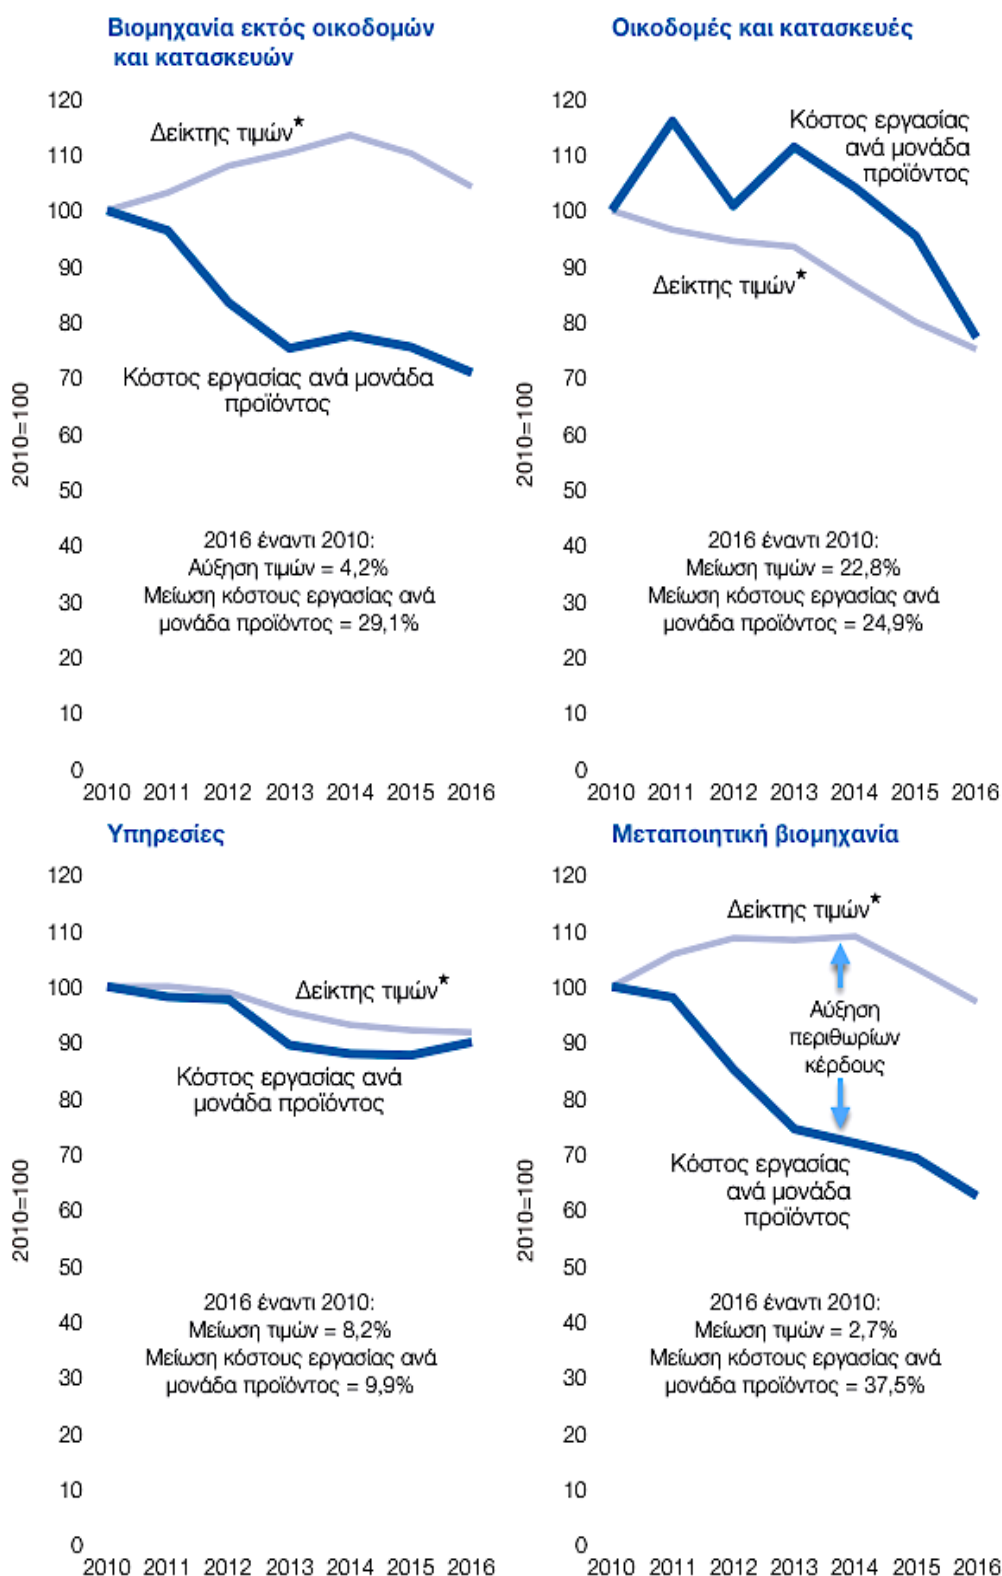 Βιομηχανία εκτός οικοδομών
και κατασκευών
120
110
100
90
80
70
60
50
40
30
20
10
0
2010=100
Δείκτης τιμών*
Κόστος εργασίας ανά μονάδα
προϊόντος
2016 έναντι 2010:
Αύξηση τιμών = 4,2%
Μείωση κόστους εργασίας ανά
μονάδα προϊόντος = 29,1%
2010 2011 2012 2013 2014 2015 2016
Οικοδομές και κατασκευές
120
110
100
90
80
70
60
50
40
30
20
10
0
2010=100
Κόστος εργασίας
ανά μονάδα
προϊόντος
Δείκτης τιμών*
2016 έναντι 2010:
Μείωση τιμών = 22,8%
Μείωση κόστους εργασίας ανά
μονάδα προϊόντος = 24,9%
2010 2011 2012 2013 2014 2015 2016
Υπηρεσίες
120
110
100
90
80
70
60
50
40
30
20
10
0
2010=100
Δείκτης τιμών*
Κόστος εργασίας ανά
μονάδα προϊόντος
2016 έναντι 2010:
Μείωση τιμών = 8,2%
Μείωση κόστους εργασίας ανά
μονάδα προϊόντος = 9,9%
2010 2011 2012 2013 2014 2015 2016
Μεταποιητική βιομηχανία
120
110
100
90
80
70
60
50
40
30
20
10
0
2010=100
Δείκτης τιμών*
Αύξηση
περιθωρίων
κέρδους
Κόστος εργασίας
ανά μονάδα
προϊόντος
2016 έναντι 2010:
Μείωση τιμών = 2,7%
Μείωση κόστους εργασίας ανά
μονάδα προϊόντος = 37,5%
2010 2011 2012 2013 2014 2015 2016